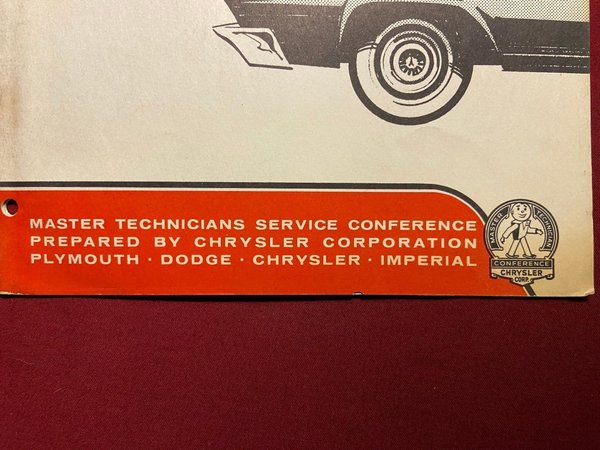 MASTER TECHNICIANS SERVICE CONFERENCE
PREPARED BY CHRYSLER CORPORATION
PLYMOUTH · DODGE · CHRYSLER · IMPERIAL
MASTER TECHNICIAN
CONFERENCE
CHRYSLER
CORP.